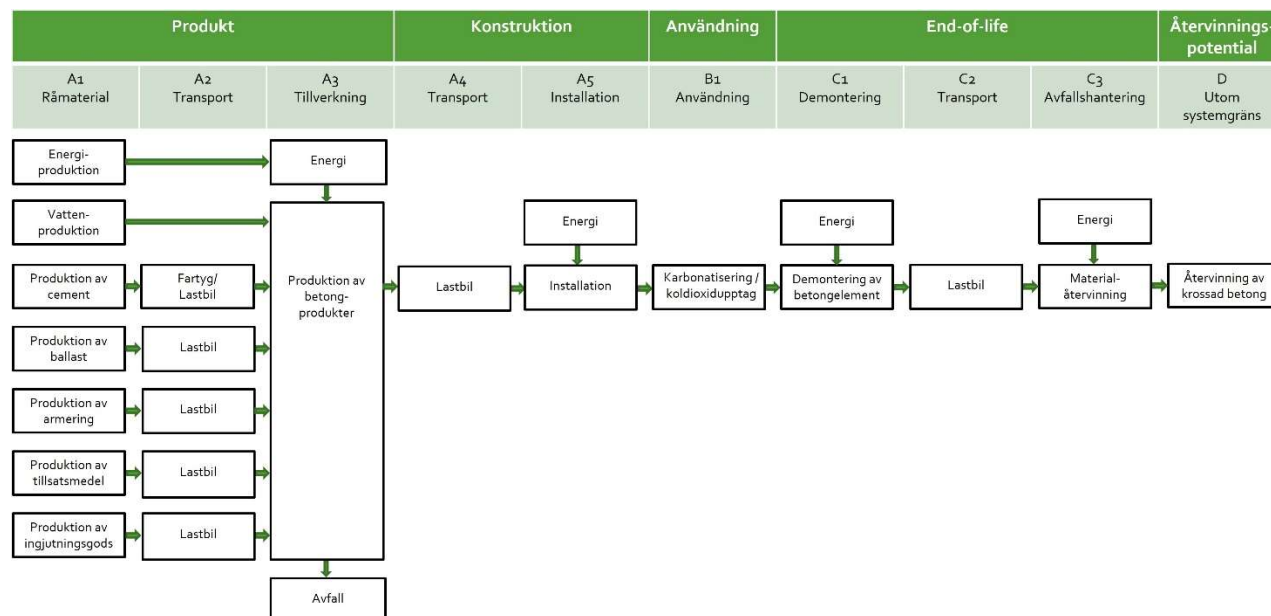 Produkt
Konstruktion
Användning
End-of-life
Återvinnings-
potential
A1
Råmaterial
A2
Transport
A3
Tillverkning
A4
Transport
A5
Installation
B1
Användning
C1
Demontering
C2
Transport
C3
Avfallshantering
D
Utom
systemgräns
Energi-
produktion
Energi
Vatten-
produktion
Energi
Energi
Energi
Produktion av
cement
Fartyg/
Lastbil
Produktion av
betong-
produkter
Lastbil
Installation
Karbonatisering /
koldioxidupptag
Demontering av
betongelement
Lastbil
Material-
återvinning
Återvinning av
krossad betong
Produktion av
ballast
Lastbil
Produktion av
armering
Lastbil
Produktion av
tillsatsmedel
Lastbil
Produktion av
ingjutningsgods
Lastbil
Avfall